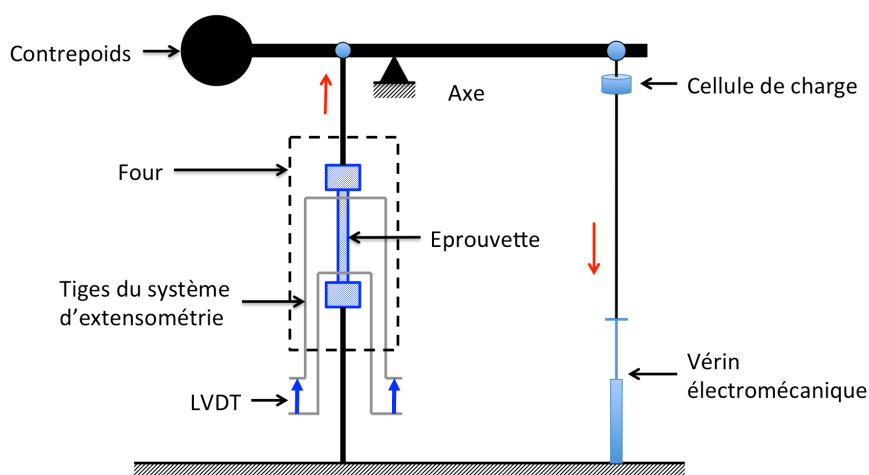 Contrepoids
Axe
Cellule de charge
Four
Eprouvette
Tiges du système
d'extensométrie
LVDT
Vérin
électromécanique